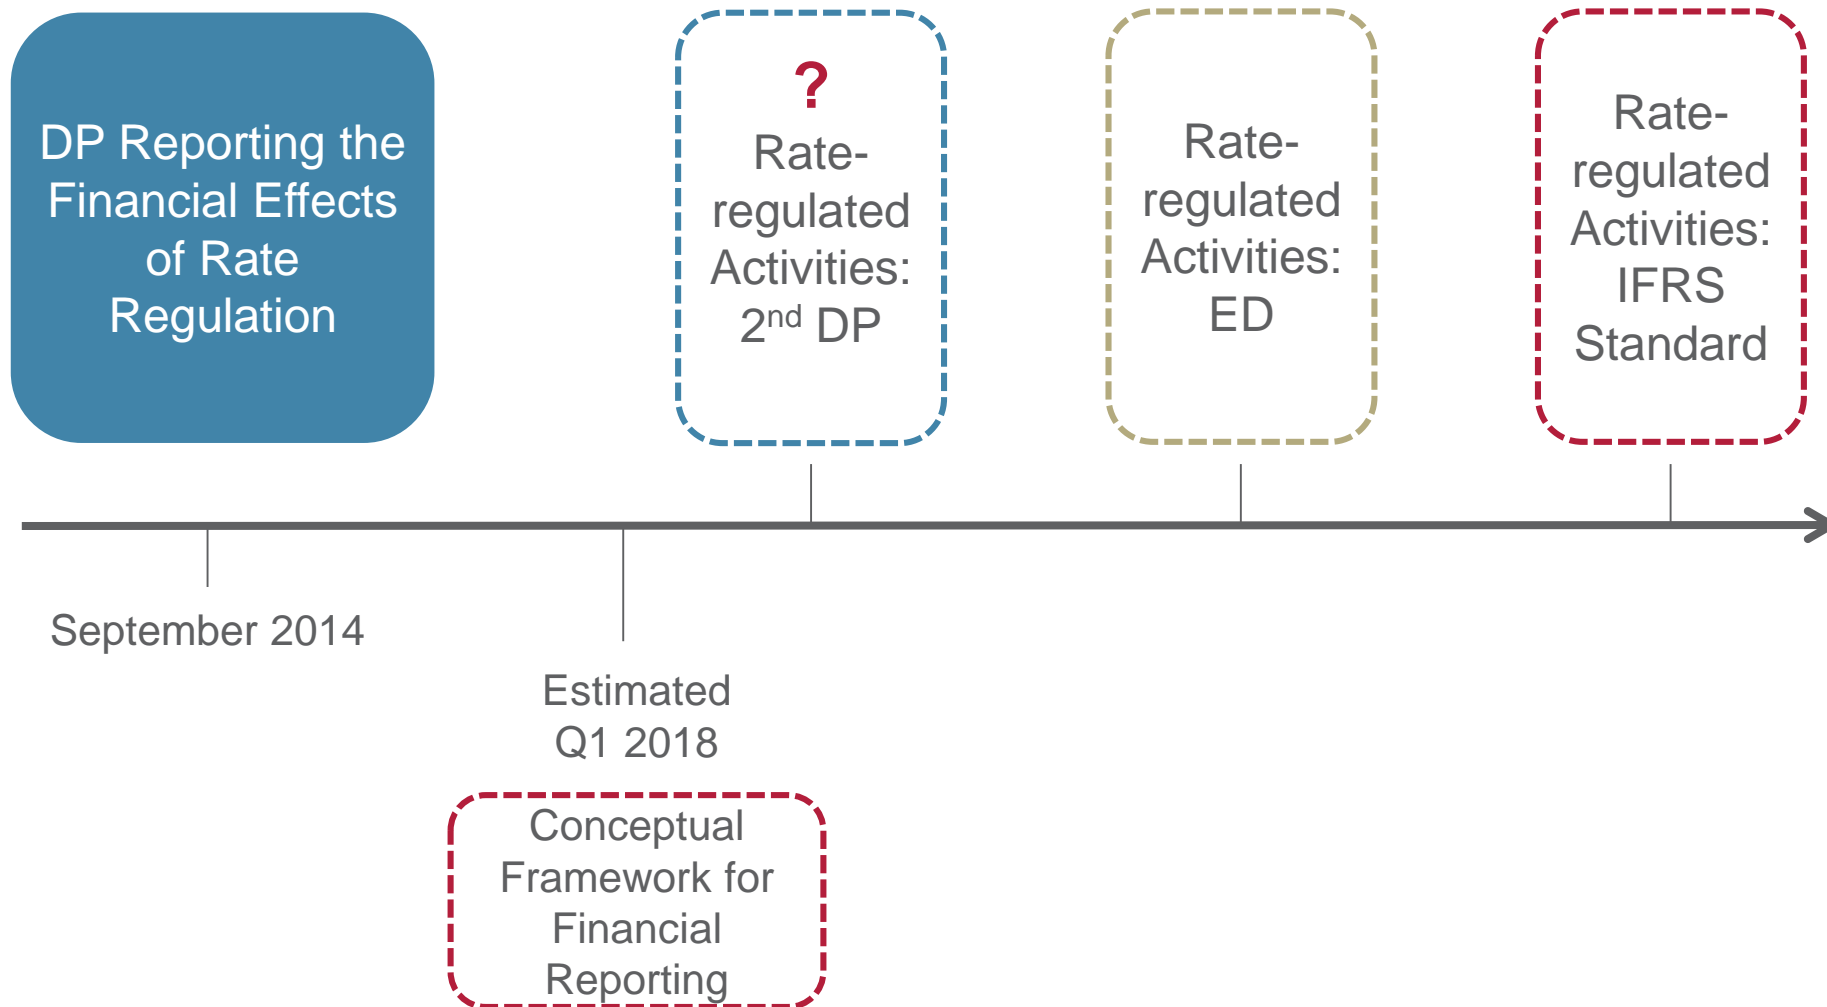 DP Reporting the
Financial Effects
of Rate
Regulation
?
Rate-
regulated
Activities:
2nd DP
Rate-
regulated
Activities:
ED
Rate-
regulated
Activities:
IFRS
Standard
September 2014
Estimated
Q1 2018
Conceptual
Framework for
Financial
Reporting